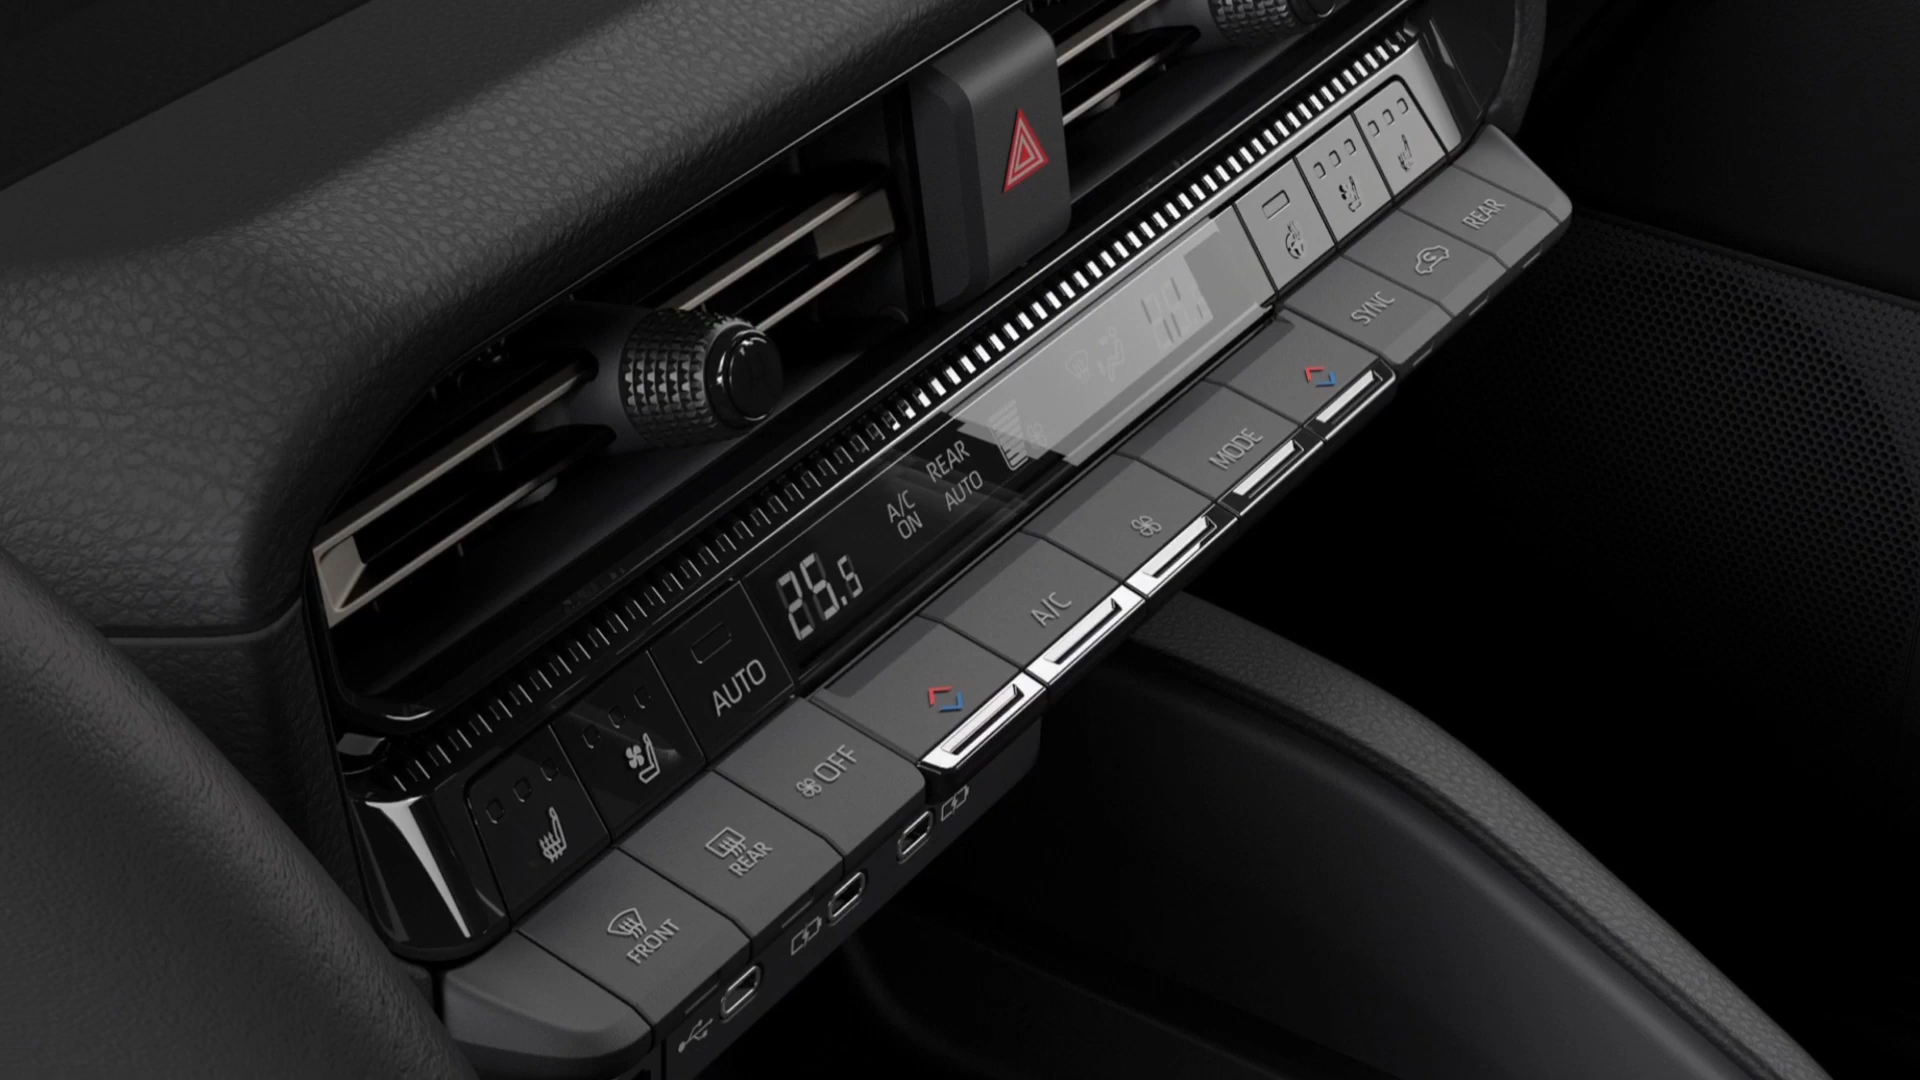 REAR
SYNC
MODE
REAR
AUTO
A/C
ON
25.5
A/C
AUTO
OFF
REAR
FRONT